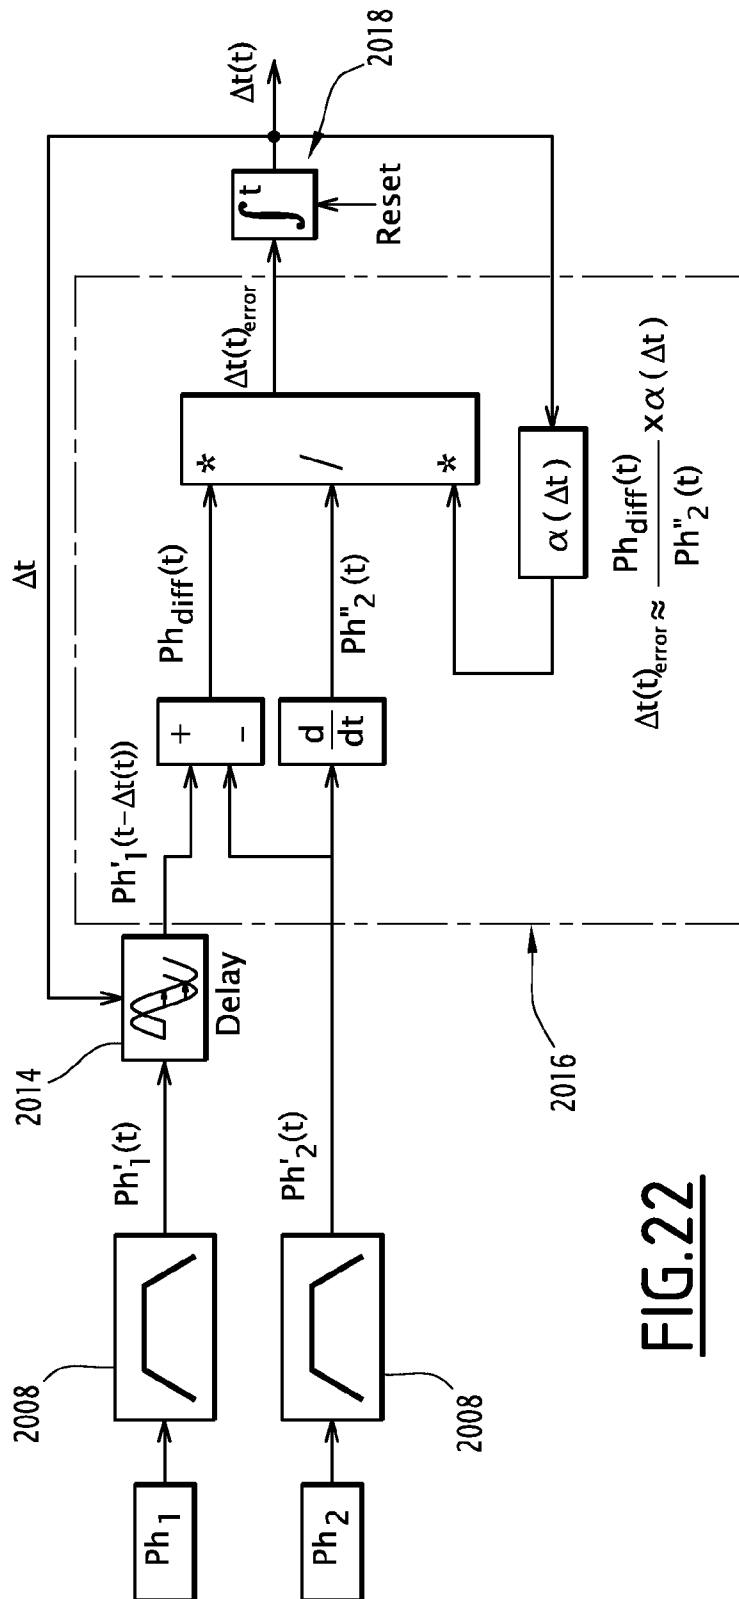 Ph1
2008
Ph'1(t)
2014
Delay
Δt
Ph'1(t-Δt(t))
+
-
Phdiff(t)
*
/
*
Δt(t)error
∫t
Reset
2018
Δt(t)
Ph2
2008
Ph'2(t)
d
dt
Ph"2(t)
α(Δt)
2016
Δt(t)error ≈ Phdiff(t) / Ph"2(t) xα(Δt)
FIG.22